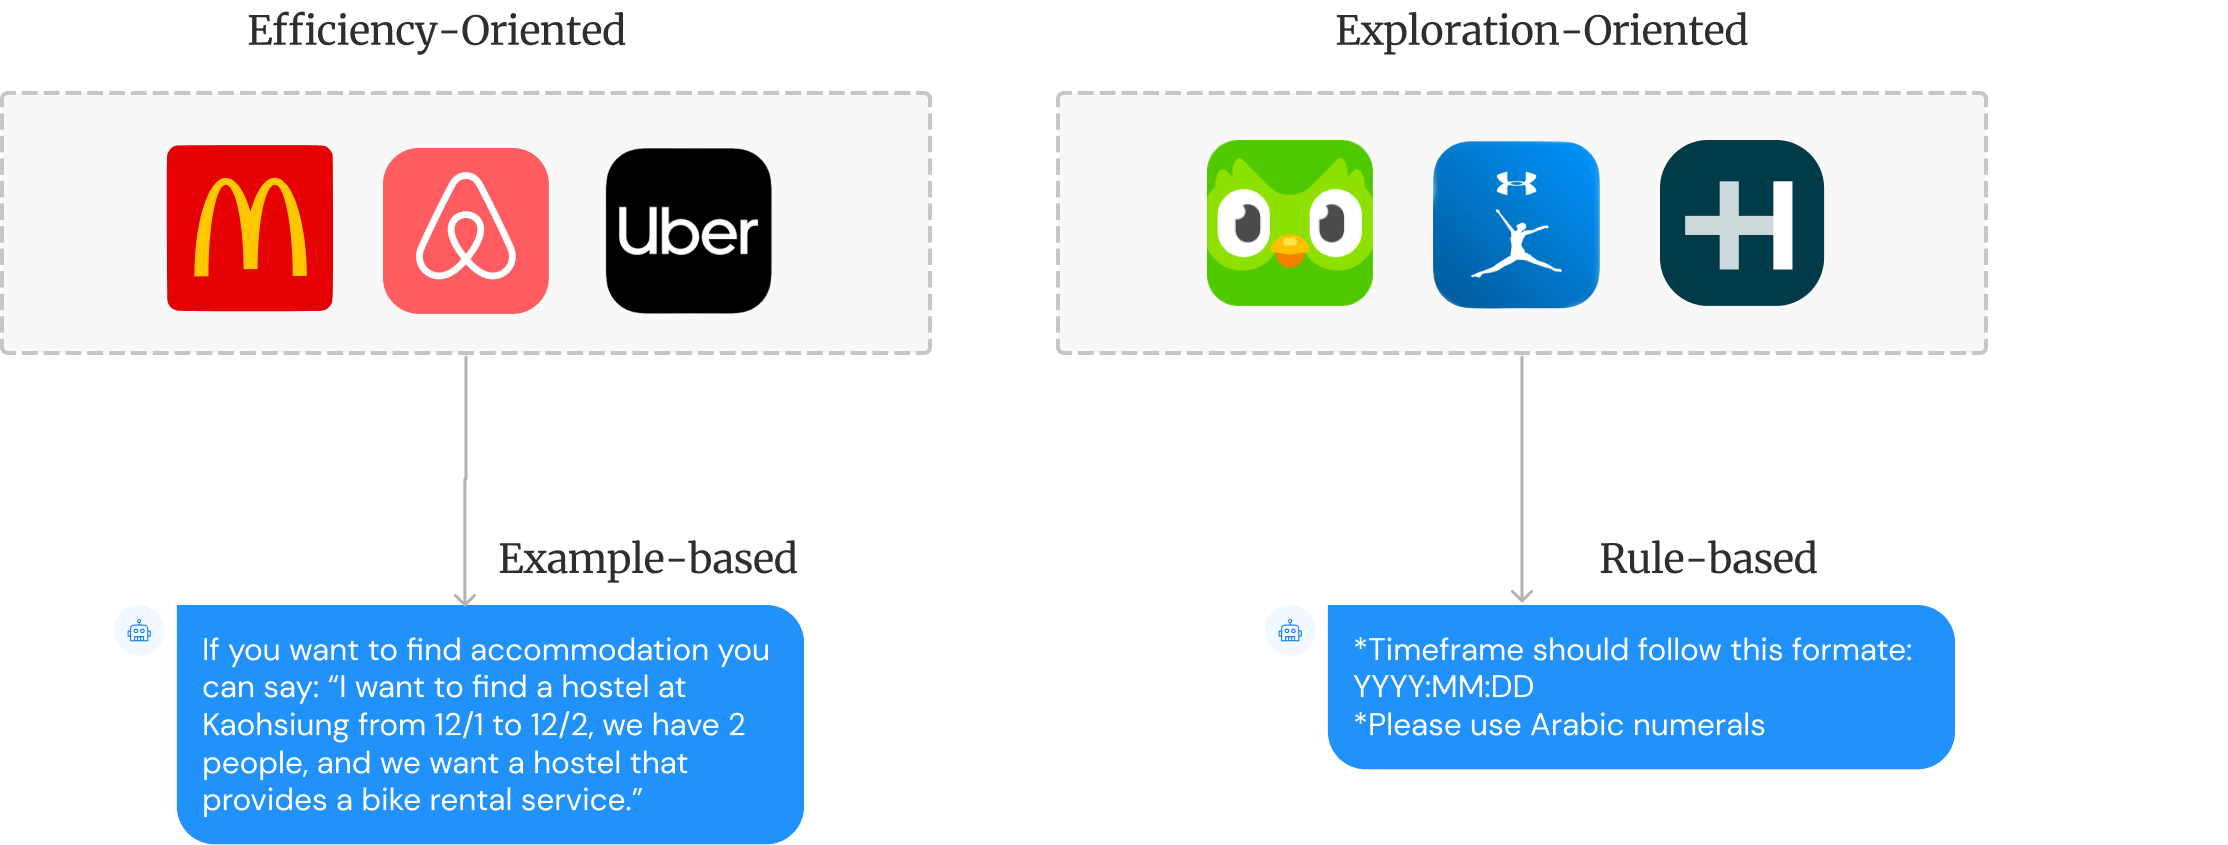 Efficiency-Oriented
Exploration-Oriented
Uber
Example-based
If you want to find accommodation you
can say: “I want to find a hostel at
Kaohsiung from 12/1 to 12/2, we have 2
people, and we want a hostel that
provides a bike rental service.”
Rule-based
*Timeframe should follow this formate:
YYYY:MM:DD
*Please use Arabic numerals